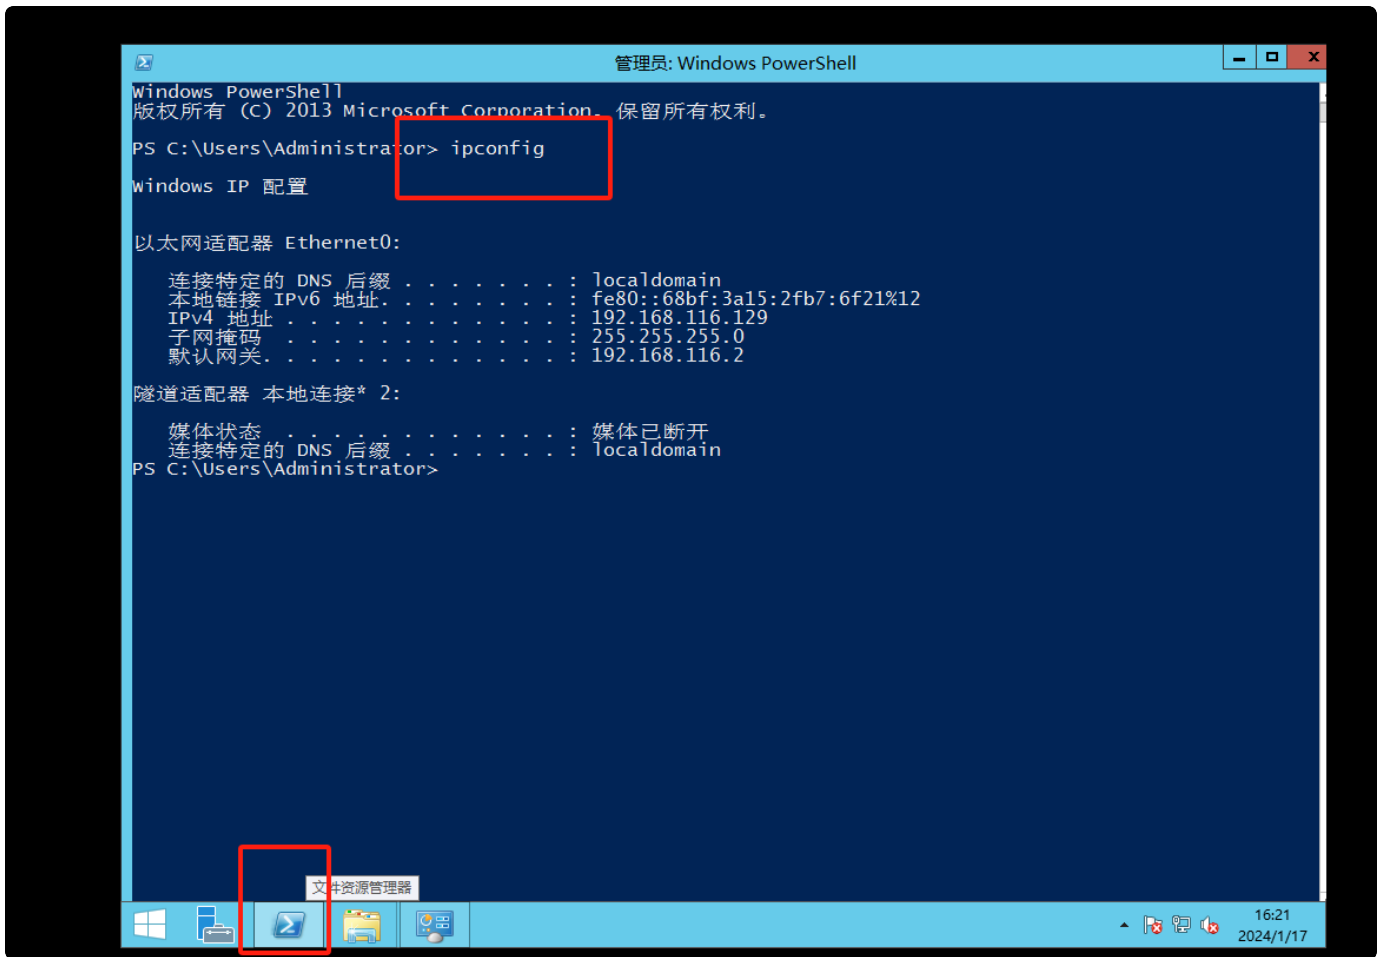 管理员: Windows PowerShell
Windows PowerShell
版权所有 (C) 2013 Microsoft Corporation。保留所有权利。
PS C:\Users\Administrator> ipconfig
Windows IP 配置
以太网适配器 Ethernet0:
连接特定的 DNS 后缀 . . . . . . . : localdomain
本地链接 IPv6 地址. . . . . . . . : fe80::68bf:3a15:2fb7:6f21%12
IPv4 地址 . . . . . . . . . . . . : 192.168.116.129
子网掩码  . . . . . . . . . . . . : 255.255.255.0
默认网关. . . . . . . . . . . . . : 192.168.116.2
隧道适配器 本地连接* 2:
媒体状态  . . . . . . . . . . . . : 媒体已断开
连接特定的 DNS 后缀 . . . . . . . : localdomain
PS C:\Users\Administrator>
文件资源管理器
16:21
2024/1/17